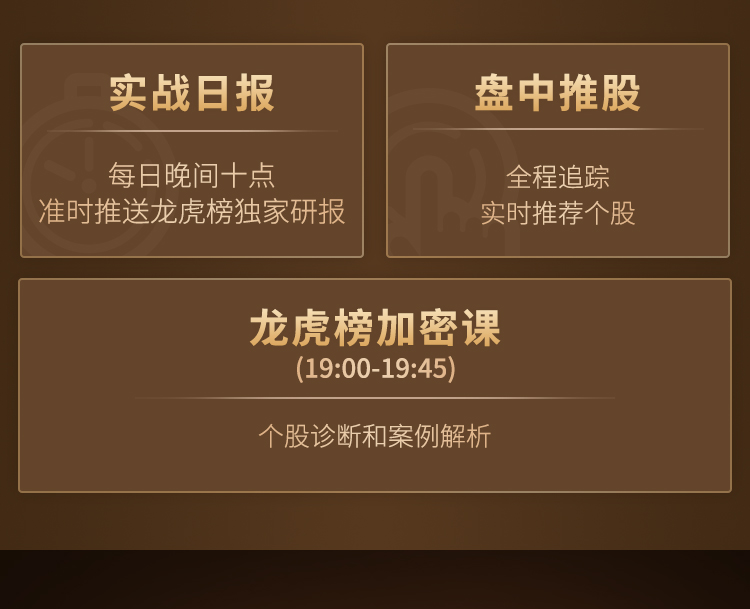 实战日报
每日晚间十点
准时推送龙虎榜独家研报
盘中推股
全程追踪
实时推荐个股
龙虎榜加密课
(19:00-19:45)
个股诊断和案例解析